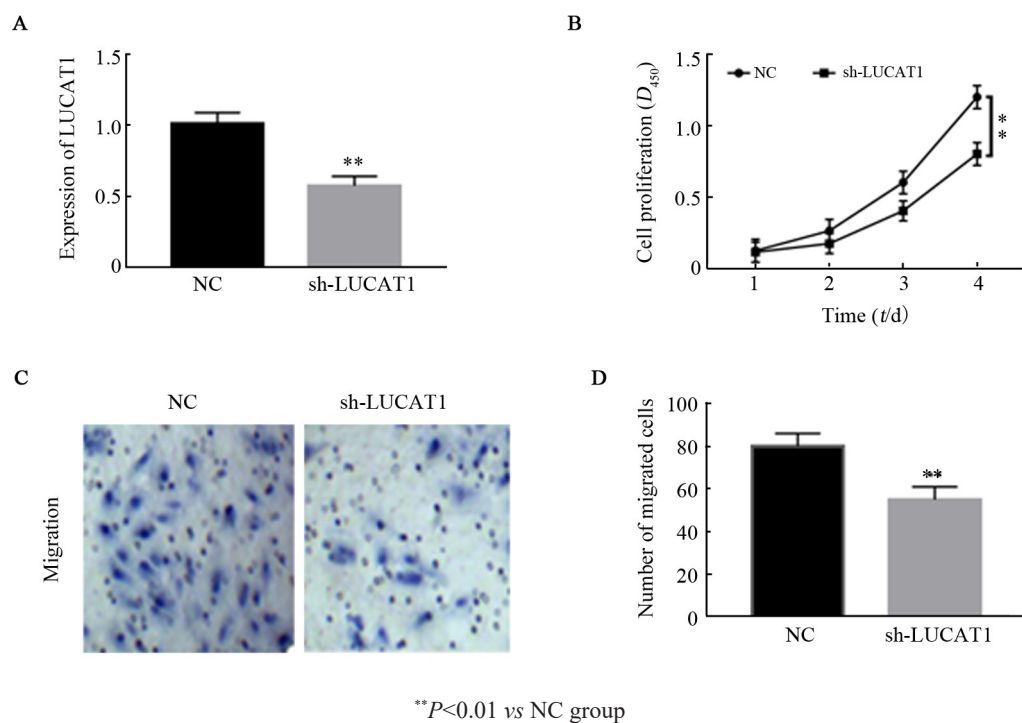 A
Expression of LUCAT1
1.5
1.0
0.5
0
**
NC
sh-LUCAT1
B
Cell proliferation (D450)
1.5
1.0
0.5
0
NC
sh-LUCAT1
**
1 2 3 4
Time (t/d)
C
NC
sh-LUCAT1
Migration
D
Number of migrated cells
100
80
60
40
20
0
**
NC
sh-LUCAT1
**P<0.01 vs NC group